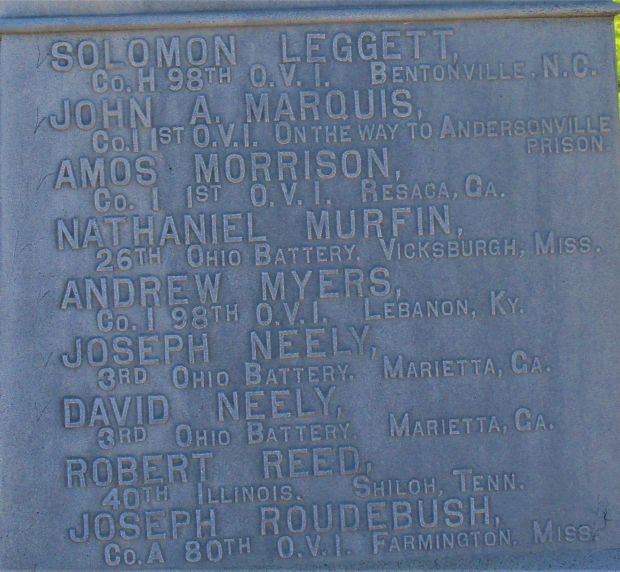 SOLOMON LEGGETT,
CO. H 98TH O.V.I. BENTONVILLE, N.C.
JOHN A. MARQUIS,
CO. I 1ST O.V.I. ON THE WAY TO ANDERSONVILLE
PRISON.
AMOS MORRISON,
CO. I 1ST O.V.I. RESACA, GA.
NATHANIEL MURFIN,
26TH OHIO BATTERY. VICKSBURGH, MISS.
ANDREW MYERS,
CO. I 98TH O.V.I. LEBANON, KY.
JOSEPH NEELY,
3RD OHIO BATTERY. MARIETTA, GA.
DAVID NEELY,
3RD OHIO BATTERY. MARIETTA, GA.
ROBERT REED,
40TH ILLINOIS. SHILOH, TENN.
JOSEPH ROUDEBUSH,
CO. A 80TH O.V.I. FARMINGTON, MISS.